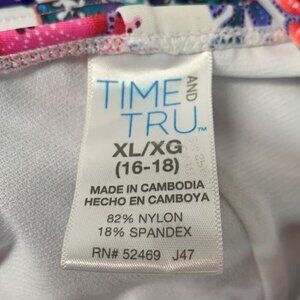 TIME AND
TRU™
XL/XG
(16-18)
MADE IN CAMBODIA
HECHO EN CAMBOYA
82% NYLON
18% SPANDEX
RN# 52469 J47